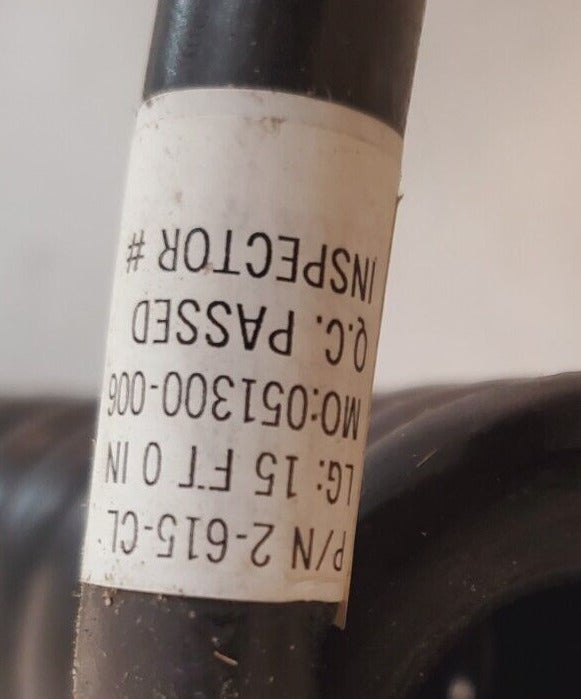 P/N 2-615-CL
LG: 15 FT 0 IN
MO:051300-006
Q.C. PASSED
INSPECTOR #